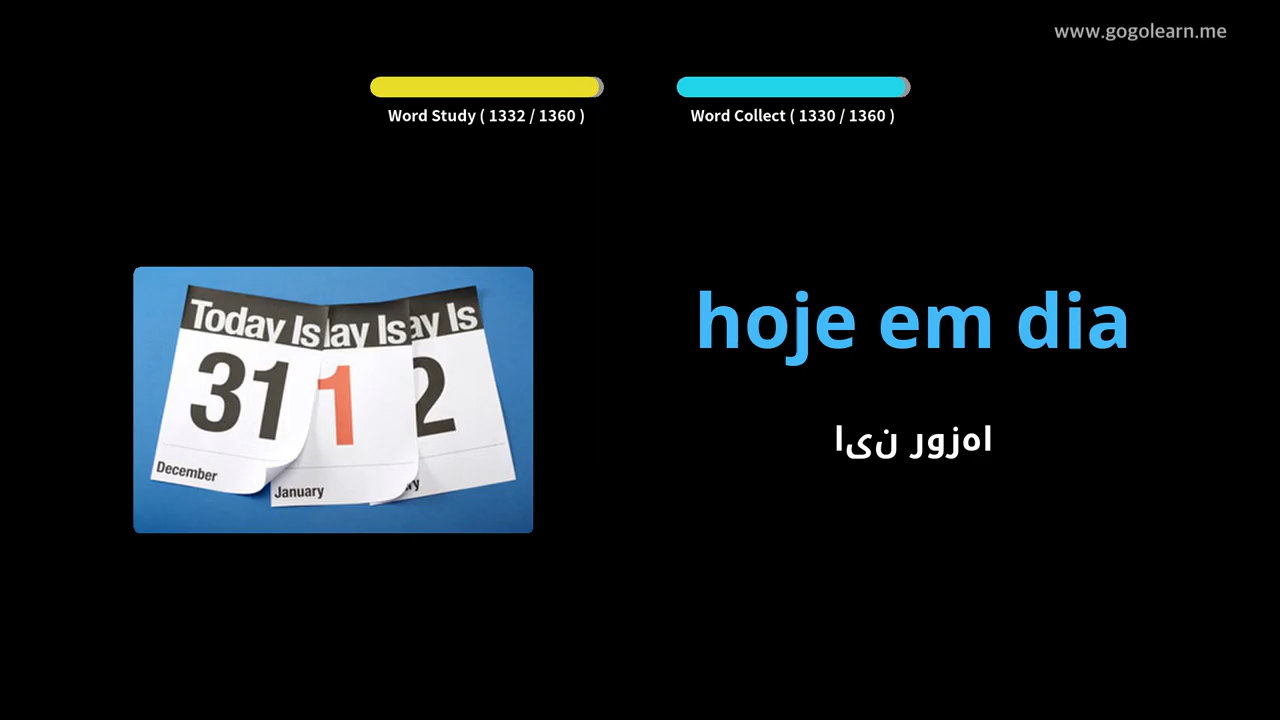 www.gogolearn.me
Word Study ( 1332 / 1360 )
Word Collect ( 1330 / 1360 )
Today Is
ay Is
ay Is
31
1
2
December
January
ry
hoje em dia
این روزها